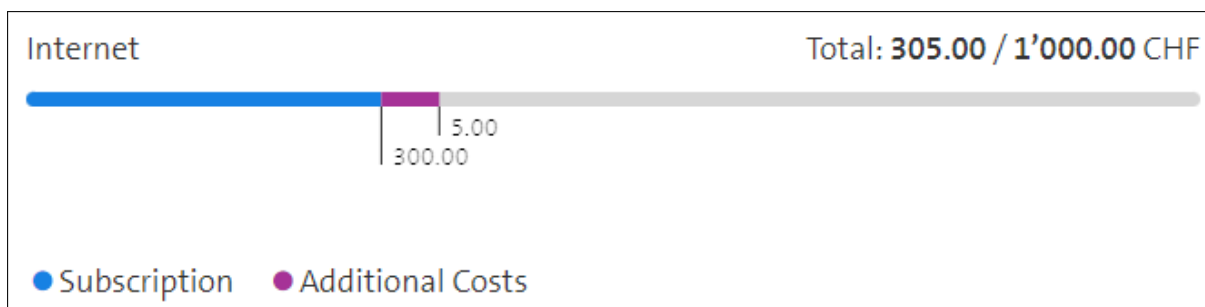 Internet
Total: 305.00 / 1’000.00 CHF
5.00
300.00
Subscription
Additional Costs